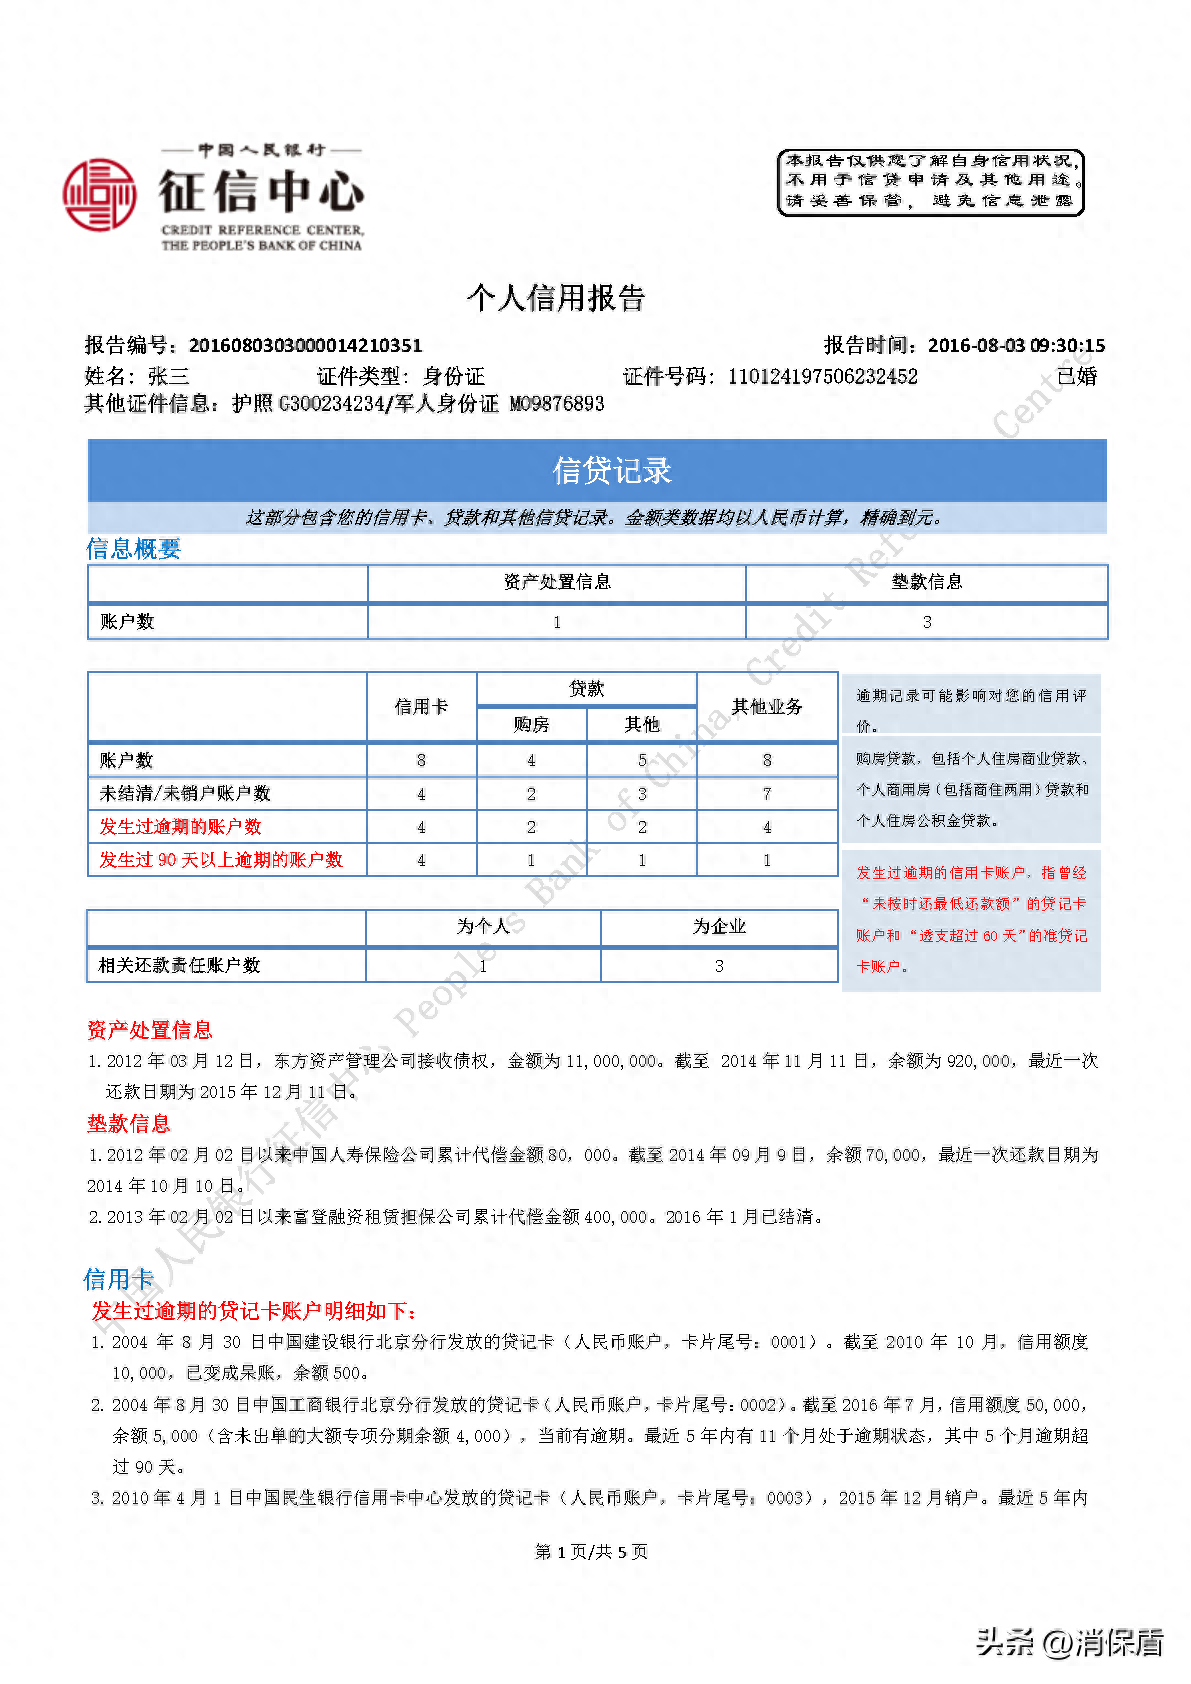 中国人民银行
征信中心
CREDIT REFERENCE CENTER,
THE PEOPLE'S BANK OF CHINA
本报告仅供您了解自身信用状况,
不用于信贷申请及其他用途。
请妥善保管，避免信息泄露
个人信用报告
报告编号：2016080303000014210351 报告时间：2016-08-03 09:30:15
姓名：张三 证件类型：身份证 证件号码：110124197506232452 已婚
其他证件信息：护照 G300234234/军人身份证 M09876893
信贷记录
这部分包含您的信用卡、贷款和其他信贷记录。金额类数据均以人民币计算，精确到元。
信息概要
资产处置信息 垫款信息
账户数 1 3
信用卡 贷款 其他业务
购房 其他
账户数 8 4 5 8
未结清/未销户账户数 4 2 3 7
发生过逾期的账户数 4 2 2 4
发生过 90 天以上逾期的账户数 4 1 1 1
逾期记录可能影响对您的信用评
价。
购房贷款，包括个人住房商业贷款、
个人商用房（包括商住两用）贷款和
个人住房公积金贷款。
发生过逾期的信用卡账户，指曾经
“未按时还最低还款额”的贷记卡
账户和“透支超过 60 天”的准贷记
卡账户。
为个人 为企业
相关还款责任账户数 1 3
资产处置信息
1. 2012 年 03 月 12 日，东方资产管理公司接收债权，金额为 11,000,000。截至 2014 年 11 月 11 日，余额为 920,000，最近一次
还款日期为 2015 年 12 月 11 日。
垫款信息
1. 2012 年 02 月 02 日以来中国人寿保险公司累计代偿金额 80，000。截至 2014 年 09 月 9 日，余额 70,000，最近一次还款日期为
2014 年 10 月 10 日。
2. 2013 年 02 月 02 日以来富登融资租赁担保公司累计代偿金额 400,000。2016 年 1 月已结清。
信用卡
发生过逾期的贷记卡账户明细如下：
1. 2004 年 8 月 30 日中国建设银行北京分行发放的贷记卡（人民币账户，卡片尾号：0001）。截至 2010 年 10 月，信用额度
10,000，已变成呆账，余额 500。
2. 2004 年 8 月 30 日中国工商银行北京分行发放的贷记卡（人民币账户，卡片尾号：0002）。截至 2016 年 7 月，信用额度 50,000，
余额 5,000（含未出单的大额专项分期余额 4,000），当前有逾期。最近 5 年内有 11 个月处于逾期状态，其中 5 个月逾期超
过 90 天。
3. 2010 年 4 月 1 日中国民生银行信用卡中心发放的贷记卡（人民币账户，卡片尾号：0003），2015 年 12 月销户。最近 5 年内
中国人民银行征信中心 People's Bank of China, Credit Reference Centre
第 1 页/共 5 页
头条 @消保盾